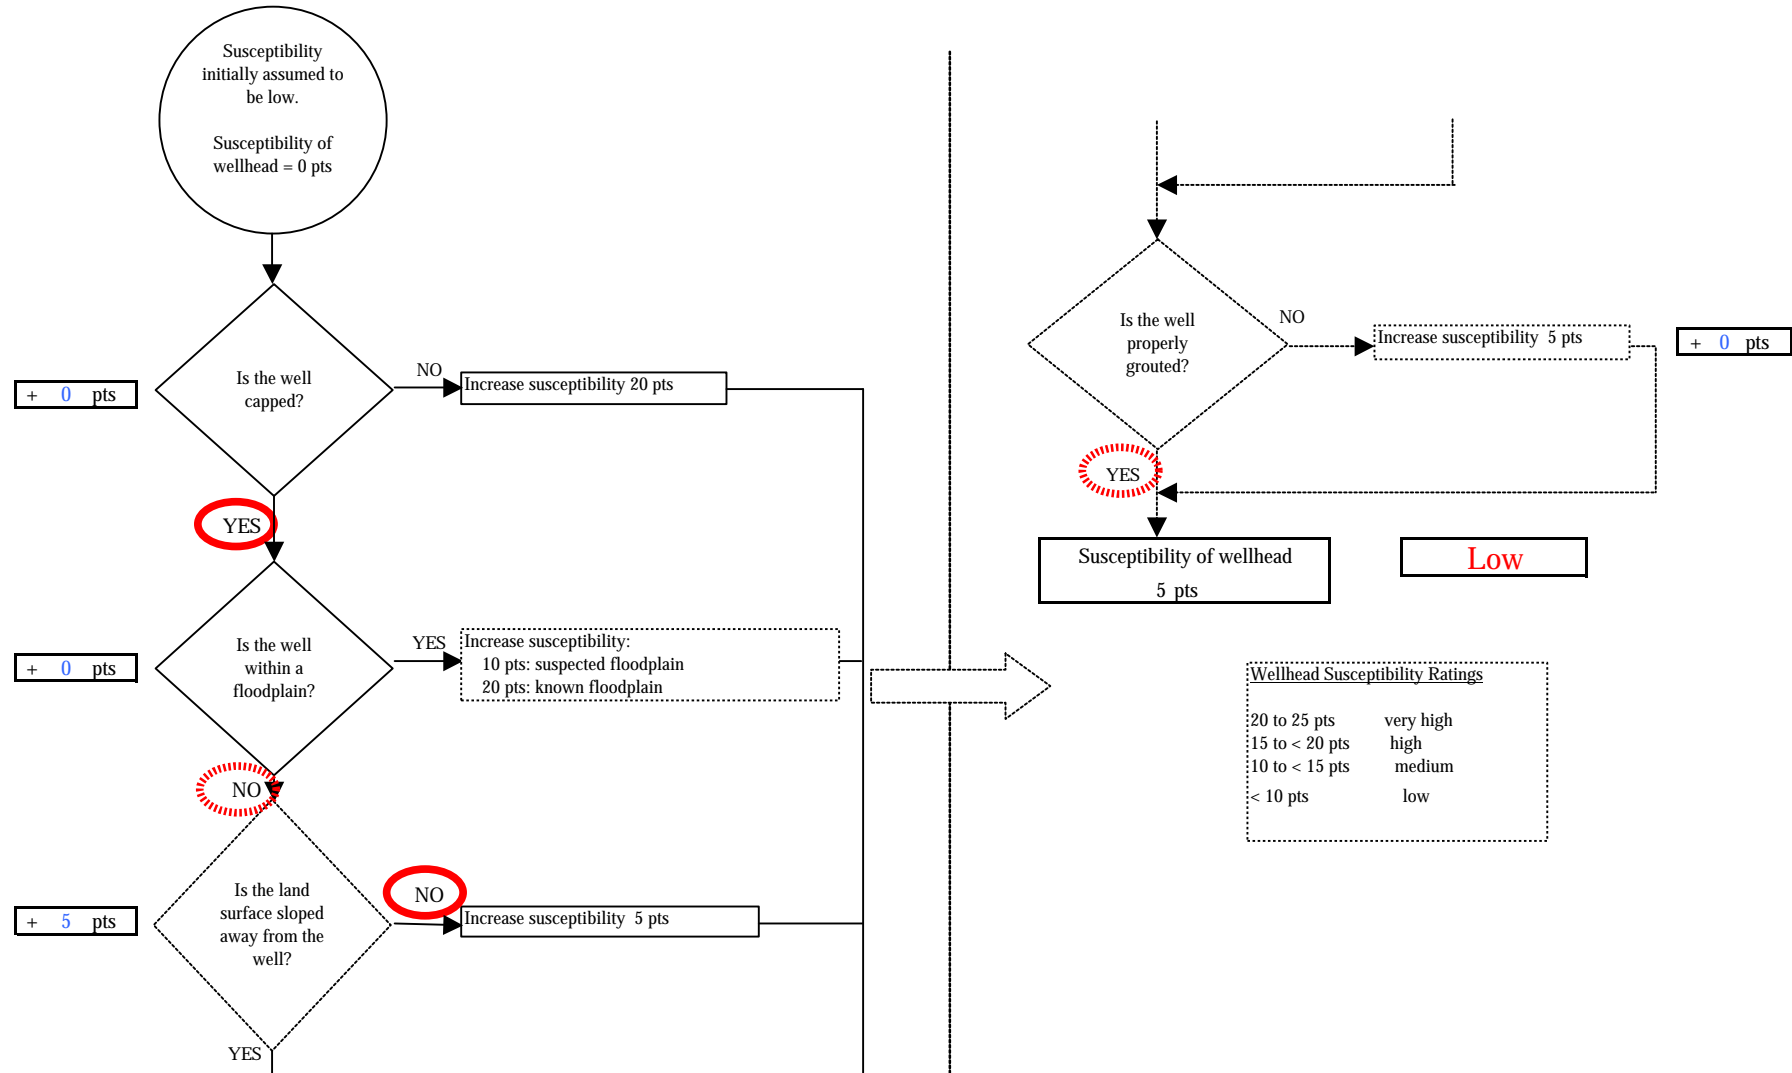 Susceptibility
initially assumed to
be low.
Susceptibility of
wellhead = 0 pts
+ 0 pts
Is the well
capped?
NO
Increase susceptibility 20 pts
YES
+ 0 pts
Is the well
within a
floodplain?
YES
Increase susceptibility:
10 pts: suspected floodplain
20 pts: known floodplain
NO
+ 5 pts
Is the land
surface sloped
away from the
well?
NO
Increase susceptibility 5 pts
YES
Is the well
properly
grouted?
NO
Increase susceptibility 5 pts
+ 0 pts
YES
Susceptibility of wellhead
5 pts
Low
Wellhead Susceptibility Ratings
20 to 25 pts very high
15 to < 20 pts high
10 to < 15 pts medium
< 10 pts low